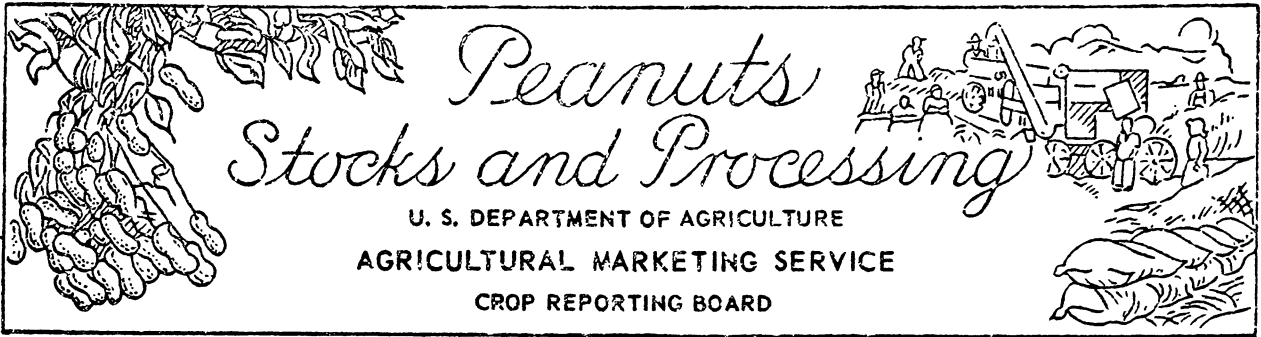 Peanuts
Stocks and Processing
U. S. DEPARTMENT OF AGRICULTURE
AGRICULTURAL MARKETING SERVICE
CROP REPORTING BOARD